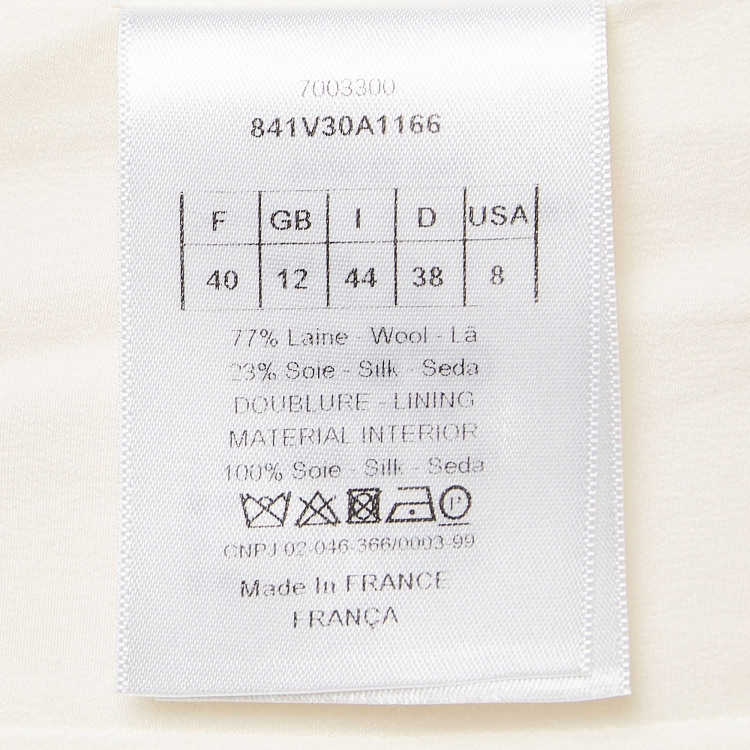 7003300
841V30A1166
F GB I D USA
40 12 44 38 8
77% Laine - Wool - Lã
23% Soie - Silk - Seda
DOUBLURE - LINING
MATERIAL INTERIOR
100% Soie - Silk - Seda
P
CNPJ 02-046-366/0003-99
Made In FRANCE
FRANÇA